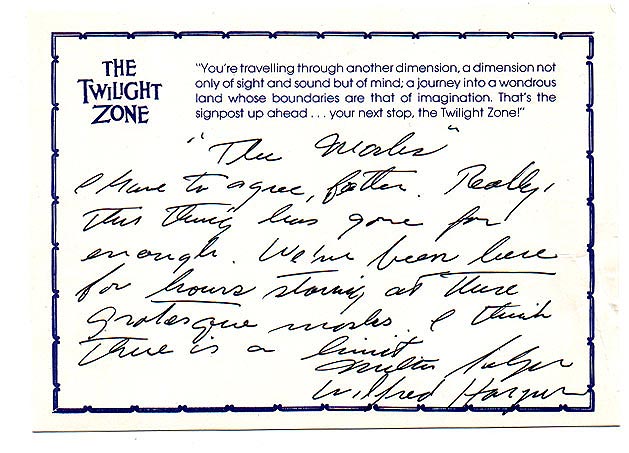 THE
TWILIGHT
ZONE
"You're travelling through another dimension, a dimension not
only of sight and sound but of mind; a journey into a wondrous
land whose boundaries are that of imagination. That's the
signpost up ahead . . . your next stop, the Twilight Zone!"
"The Masks"
I have to agree, father. Really,
this thing has gone far
enough. We've been here
for hours staring at these
grotesque masks. I think
there is a limit
Milton Selzer
Wilfred Harper